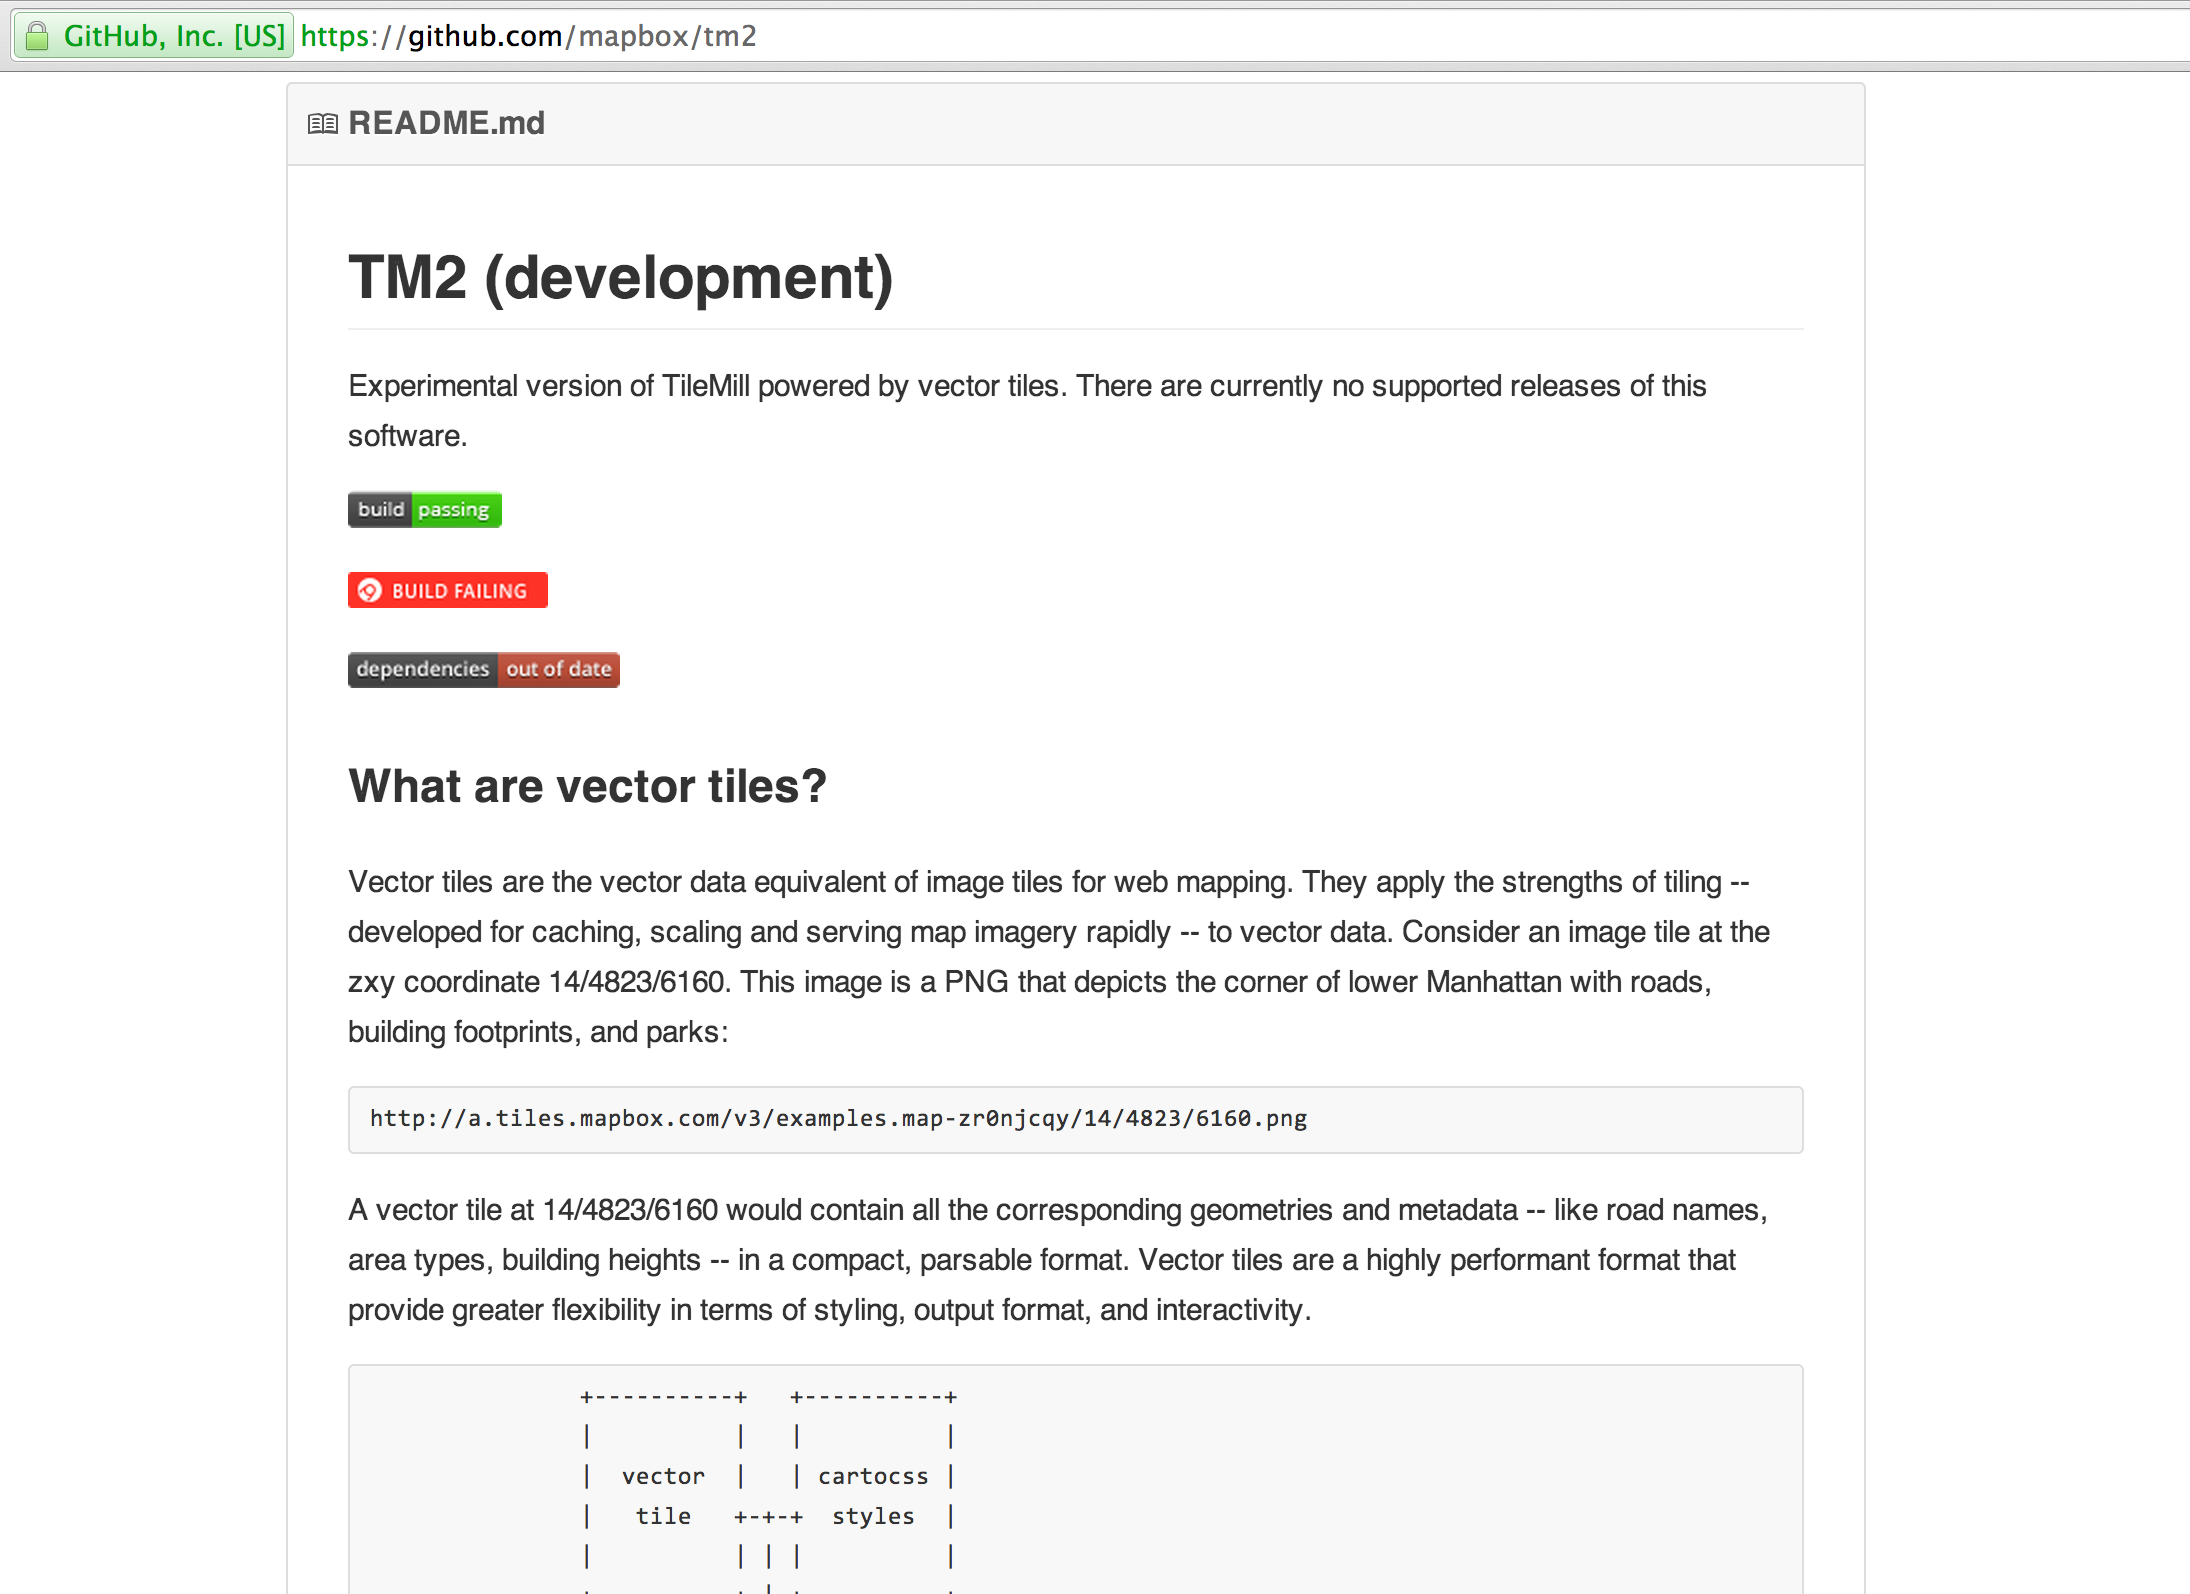 GitHub, Inc. [US] https://github.com/mapbox/tm2
README.md
TM2 (development)
Experimental version of TileMill powered by vector tiles. There are currently no supported releases of this
software.
build passing
BUILD FAILING
dependencies out of date
What are vector tiles?
Vector tiles are the vector data equivalent of image tiles for web mapping. They apply the strengths of tiling --
developed for caching, scaling and serving map imagery rapidly -- to vector data. Consider an image tile at the
zxy coordinate 14/4823/6160. This image is a PNG that depicts the corner of lower Manhattan with roads,
building footprints, and parks:
http://a.tiles.mapbox.com/v3/examples.map-zr0njcqy/14/4823/6160.png
A vector tile at 14/4823/6160 would contain all the corresponding geometries and metadata -- like road names,
area types, building heights -- in a compact, parsable format. Vector tiles are a highly performant format that
provide greater flexibility in terms of styling, output format, and interactivity.
+----------+   +----------+
|          |   |          |
|  vector  |   | cartocss |
|   tile   +-+-+  styles  |
|          | | |          |